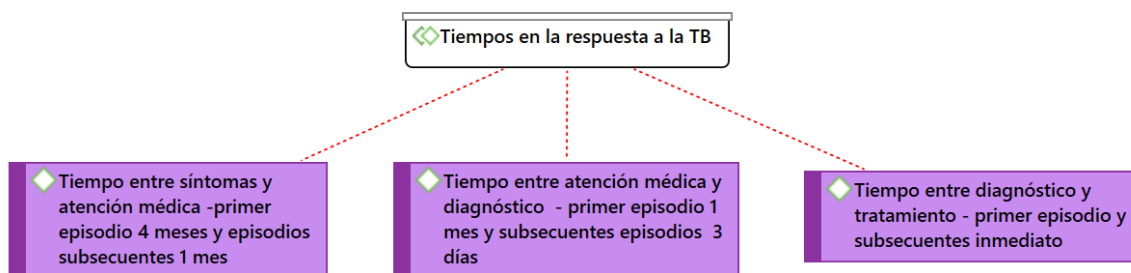 Tiempos en la respuesta a la TB
Tiempo entre síntomas y
atención médica -primer
episodio 4 meses y episodios
subsecuentes 1 mes
Tiempo entre atención médica y
diagnóstico - primer episodio 1
mes y subsecuentes episodios 3
días
Tiempo entre diagnóstico y
tratamiento - primer episodio y
subsecuentes inmediato